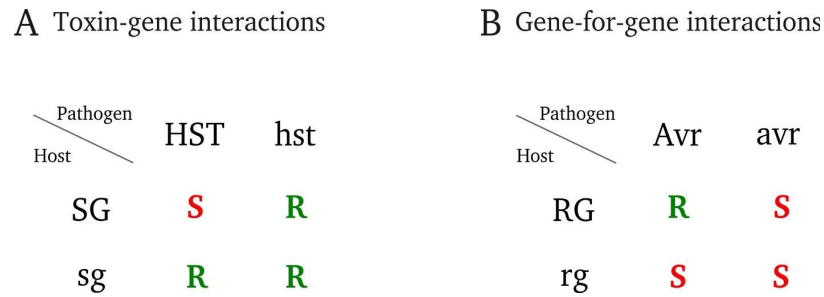 A Toxin-gene interactions
Pathogen
Host
HST hst
SG S R
sg R R
B Gene-for-gene interactions
Pathogen
Host
Avr avr
RG R S
rg S S